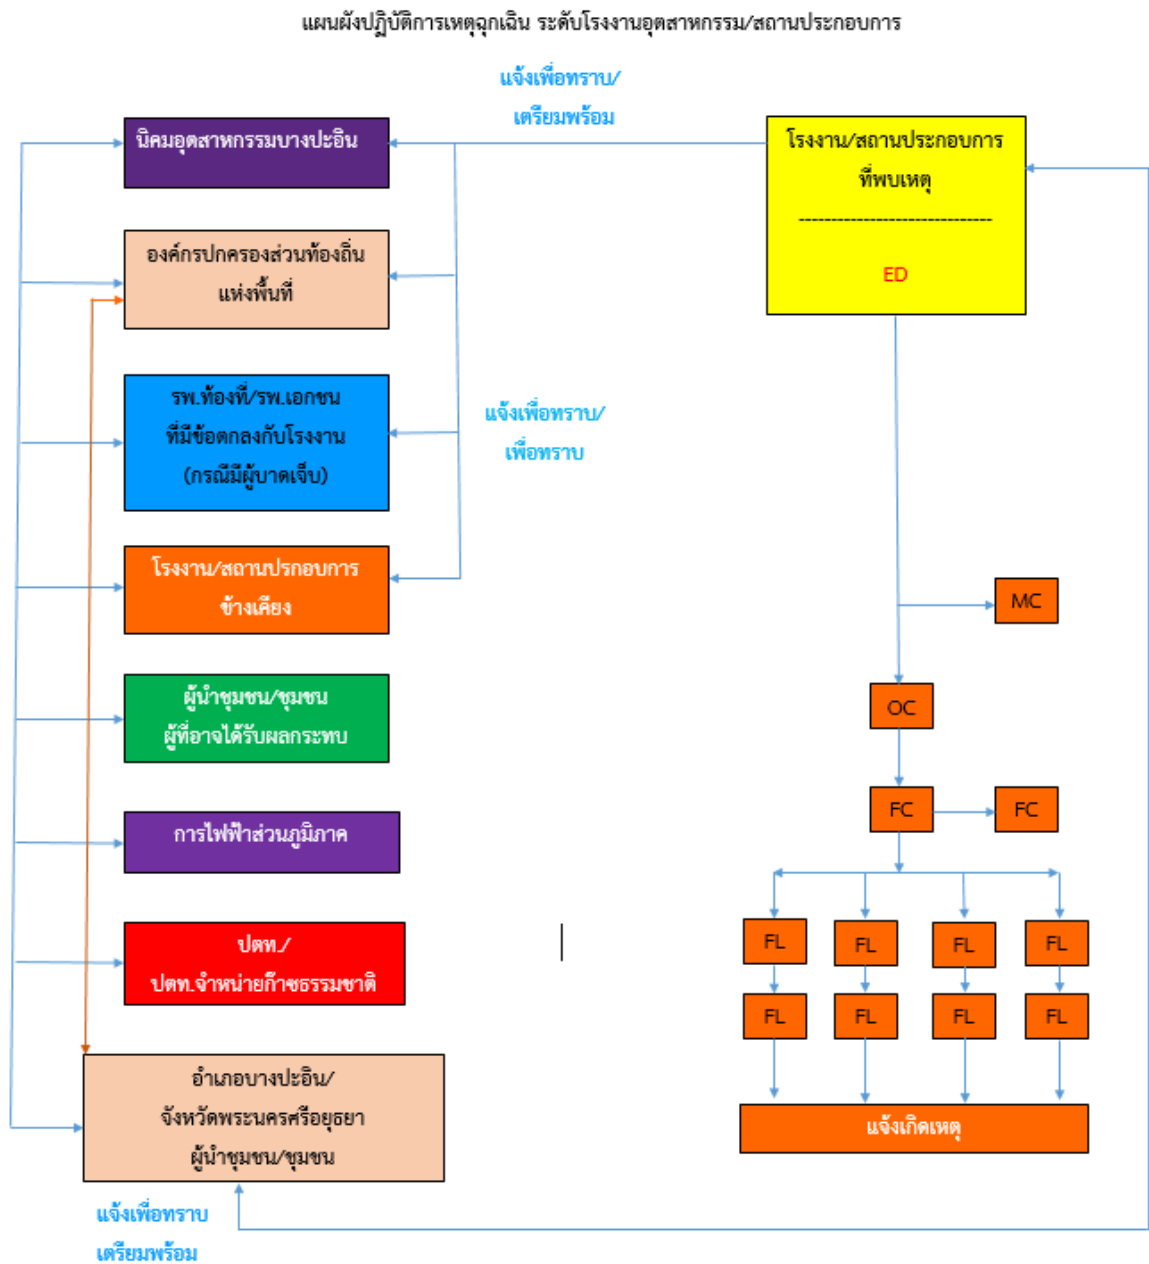 แผนผังปฏิบัติการเหตุฉุกเฉิน ระดับโรงงานอุตสาหกรรม/สถานประกอบการ
แจ้งเพื่อทราบ/
เตรียมพร้อม
นิคมอุตสาหกรรมบางปะอิน
โรงงาน/สถานประกอบการ
ที่พบเหตุ
------------------------------
ED
องค์กรปกครองส่วนท้องถิ่น
แห่งพื้นที่
รพ.ท้องที่/รพ.เอกชน
ที่มีข้อตกลงกับโรงงาน
(กรณีมีผู้บาดเจ็บ)
แจ้งเพื่อทราบ/
เพื่อทราบ
โรงงาน/สถานปรกอบการ
ข้างเคียง
MC
ผู้นำชุมชน/ชุมชน
ผู้ที่อาจได้รับผลกระทบ
OC
การไฟฟ้าส่วนภูมิภาค
FC
FC
ปตท./
ปตท.จำหน่ายก๊าซธรรมชาติ
FL
FL
FL
FL
FL
FL
FL
FL
อำเภอบางปะอิน/
จังหวัดพระนครศรีอยุธยา
ผู้นำชุมชน/ชุมชน
แจ้งเกิดเหตุ
แจ้งเพื่อทราบ
เตรียมพร้อม